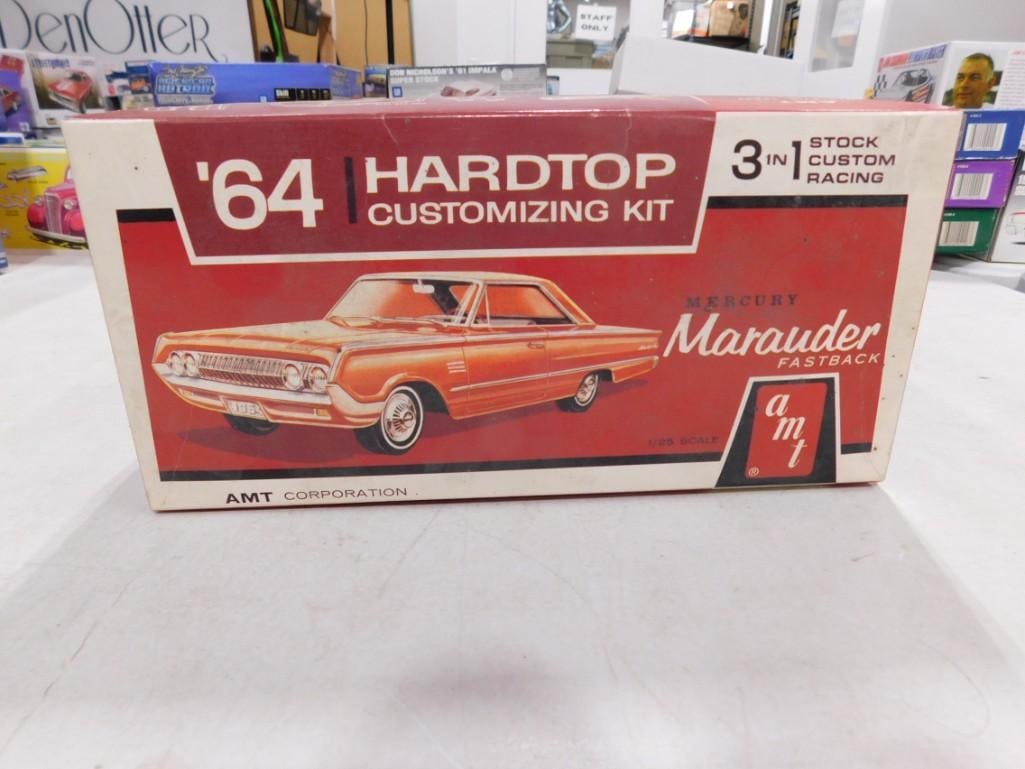 DenOtter
STAFF
ONLY
DON NICHOLSON'S '61 IMPALA
SUPER STOCK
AMERICAN
'64 HARDTOP
CUSTOMIZING KIT
3 IN 1
STOCK
CUSTOM
RACING
MERCURY
Marauder
FASTBACK
amt
®
1/25 SCALE
AMT CORPORATION